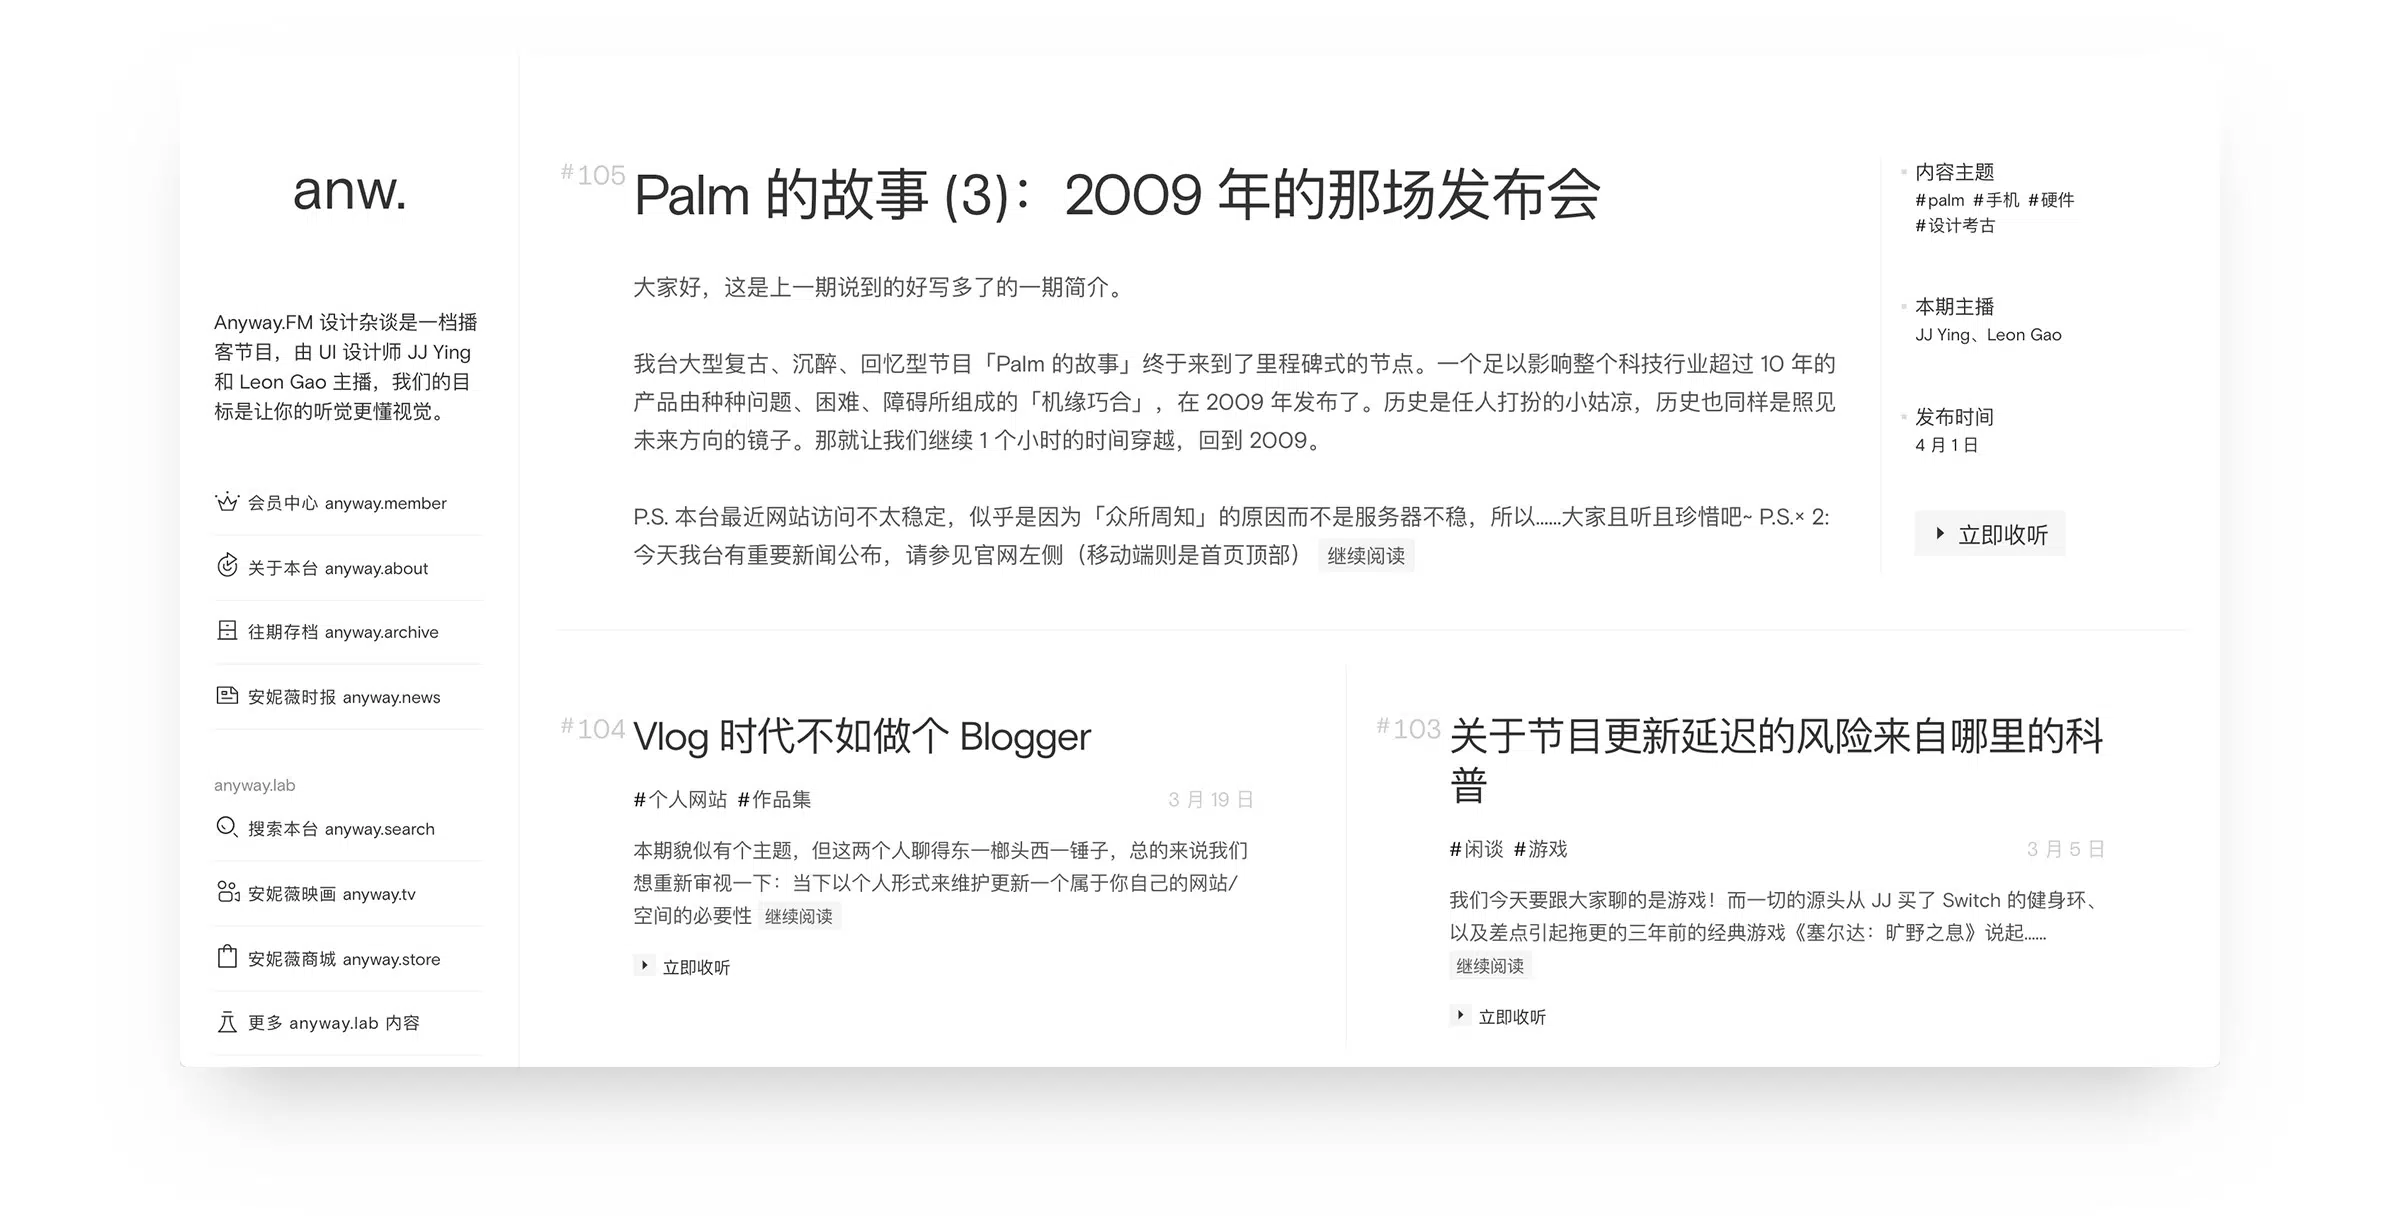 anw.
Anyway.FM 设计杂谈是一档播
客节目，由 UI 设计师 JJ Ying
和 Leon Gao 主播，我们的目
标是让你的听觉更懂视觉。
会员中心 anyway.member
关于本台 anyway.about
往期存档 anyway.archive
安妮薇时报 anyway.news
anyway.lab
搜索本台 anyway.search
安妮薇映画 anyway.tv
安妮薇商城 anyway.store
更多 anyway.lab 内容
#105 Palm 的故事 (3)：2009 年的那场发布会
大家好，这是上一期说到的好写多了的一期简介。
我台大型复古、沉醉、回忆型节目「Palm 的故事」终于来到了里程碑式的节点。一个足以影响整个科技行业超过 10 年的
产品由种种问题、困难、障碍所组成的「机缘巧合」，在 2009 年发布了。历史是任人打扮的小姑凉，历史也同样是照见
未来方向的镜子。那就让我们继续 1 个小时的时间穿越，回到 2009。
P.S. 本台最近网站访问不太稳定，似乎是因为「众所周知」的原因而不是服务器不稳，所以……大家且听且珍惜吧~ P.S.× 2:
今天我台有重要新闻公布，请参见官网左侧（移动端则是首页顶部） 继续阅读
内容主题
#palm #手机 #硬件
#设计考古
本期主播
JJ Ying、Leon Gao
发布时间
4 月 1 日
立即收听
#104 Vlog 时代不如做个 Blogger
#个人网站 #作品集 3 月 19 日
本期貌似有个主题，但这两个人聊得东一榔头西一锤子，总的来说我们
想重新审视一下：当下以个人形式来维护更新一个属于你自己的网站/
空间的必要性 继续阅读
立即收听
#103 关于节目更新延迟的风险来自哪里的科
普
#闲谈 #游戏 3 月 5 日
我们今天要跟大家聊的是游戏！而一切的源头从 JJ 买了 Switch 的健身环、
以及差点引起拖更的三年前的经典游戏《塞尔达：旷野之息》说起……
继续阅读
立即收听